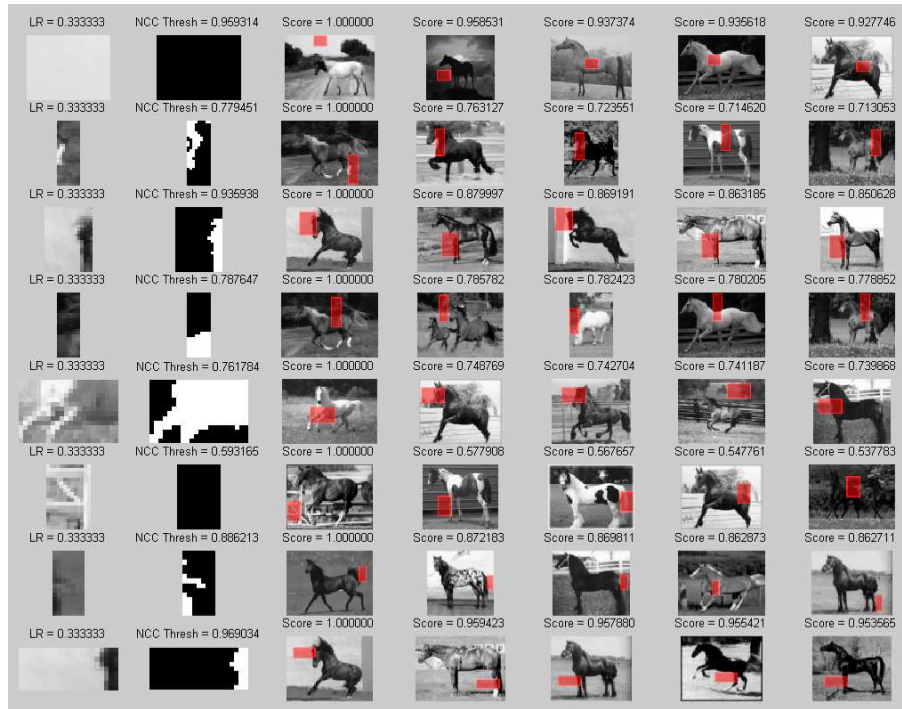 LR = 0.333333 NCC Thresh = 0.959314 Score = 1.000000 Score = 0.958531 Score = 0.937374 Score = 0.935618 Score = 0.927746
LR = 0.333333 NCC Thresh = 0.779451 Score = 1.000000 Score = 0.763127 Score = 0.723551 Score = 0.714620 Score = 0.713053
LR = 0.333333 NCC Thresh = 0.935938 Score = 1.000000 Score = 0.879997 Score = 0.869191 Score = 0.863185 Score = 0.850628
LR = 0.333333 NCC Thresh = 0.787647 Score = 1.000000 Score = 0.785782 Score = 0.782423 Score = 0.780205 Score = 0.778852
LR = 0.333333 NCC Thresh = 0.761784 Score = 1.000000 Score = 0.748769 Score = 0.742704 Score = 0.741187 Score = 0.739868
LR = 0.333333 NCC Thresh = 0.593165 Score = 1.000000 Score = 0.577908 Score = 0.567657 Score = 0.547761 Score = 0.537783
LR = 0.333333 NCC Thresh = 0.886213 Score = 1.000000 Score = 0.872183 Score = 0.869811 Score = 0.862873 Score = 0.862711
LR = 0.333333 NCC Thresh = 0.969034 Score = 1.000000 Score = 0.959423 Score = 0.957880 Score = 0.955421 Score = 0.953565